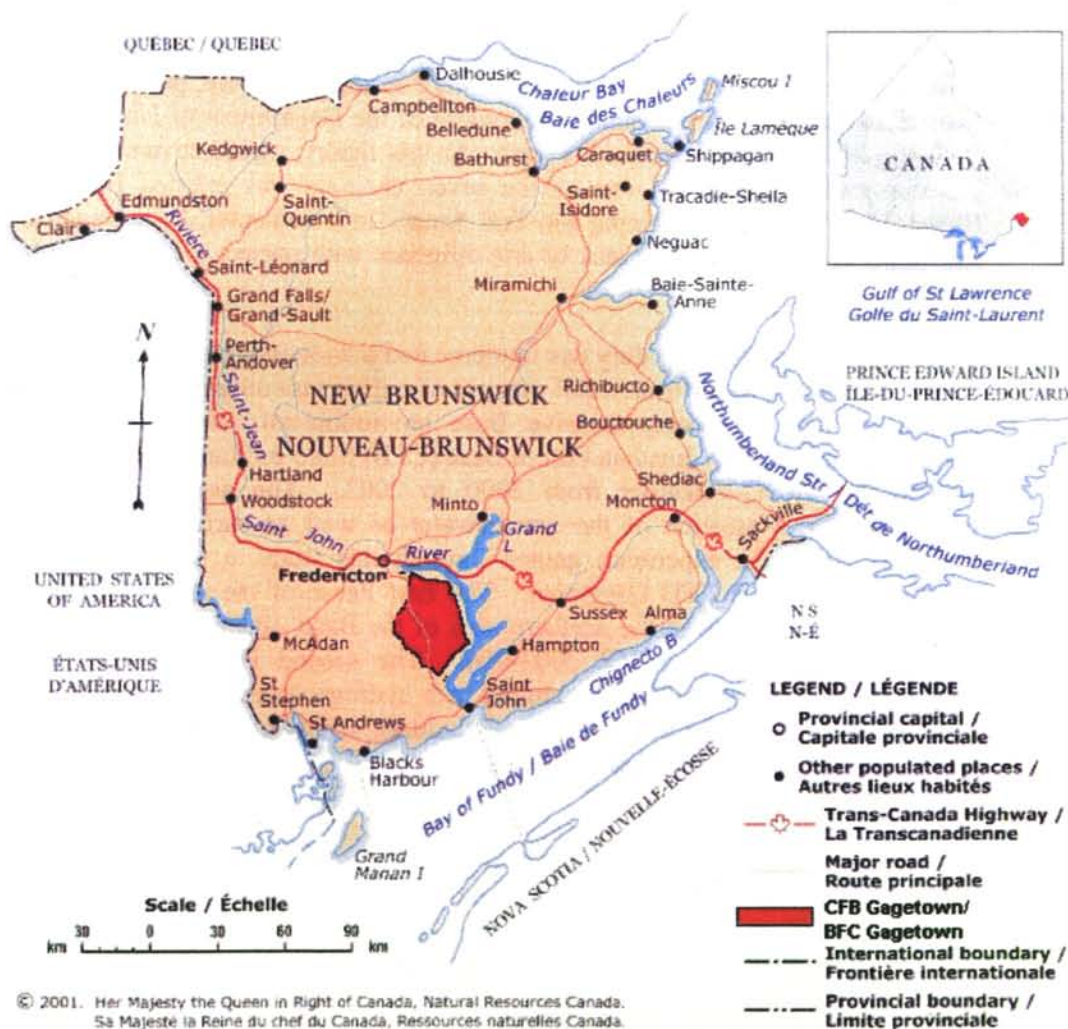 QUÉBEC / QUEBEC
Dalhousie
Campbellton
Chaleur Bay
Baie des Chaleurs
Miscou I
Île Lamèque
Belledune
Kedgwick
Bathurst
Caraquet
Shippagan
CANADA
Edmundston
Saint-
Quentin
Saint-
Isidore
Tracadie-Sheila
Clair
Rivière
Neguac
Saint-Léonard
Miramichi
Baie-Sainte-
Anne
Grand Falls/
Grand-Sault
Gulf of St Lawrence
Golfe du Saint-Laurent
N
Perth-
Andover
PRINCE EDWARD ISLAND
ÎLE-DU-PRINCE-ÉDOUARD
Saint-Jean
NEW BRUNSWICK
NOUVEAU-BRUNSWICK
Richibucto
Bouctouche
Northumberland Str
Dét de Northumberland
Hartland
Shediac
Woodstock
Minto
Moncton
Grand
L
Sackville
Saint John River
Fredericton
UNITED STATES
OF AMERICA
Sussex
Alma
N S
N-É
McAdan
Hampton
Chignecto B
ÉTATS-UNIS
D'AMÉRIQUE
St
Stephen
Saint
John
St Andrews
Blacks
Harbour
Bay of Fundy / Baie de Fundy
Grand
Manan I
NOVA SCOTIA / NOUVELLE-ÉCOSSE
LEGEND / LÉGENDE
Provincial capital /
Capitale provinciale
Other populated places /
Autres lieux habités
Trans-Canada Highway /
La Transcanadienne
Major road /
Route principale
CFB Gagetown/
BFC Gagetown
International boundary /
Frontière internationale
Provincial boundary /
Limite provinciale
Scale / Échelle
30 0 30 60 90
km km
© 2001. Her Majesty the Queen in Right of Canada, Natural Resources Canada.
Sa Majesté la Reine du chef du Canada, Ressources naturelles Canada.